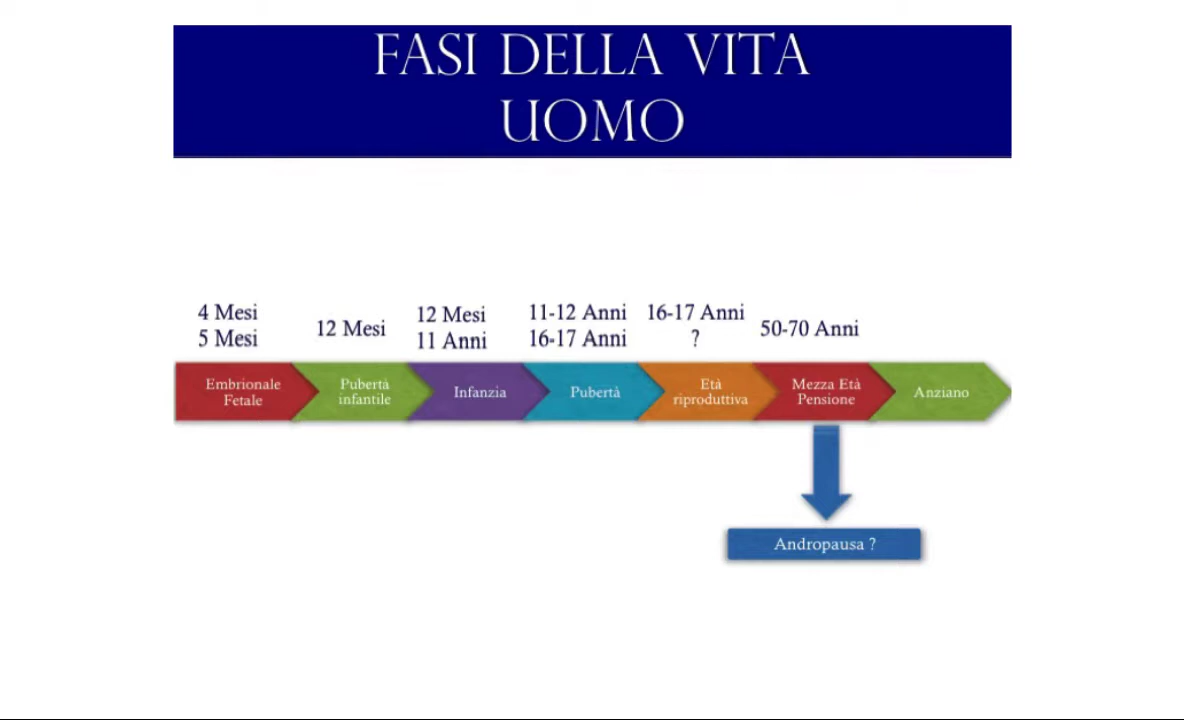 FASI DELLA VITA
UOMO
4 Mesi
5 Mesi
12 Mesi
12 Mesi
11 Anni
11-12 Anni
16-17 Anni
16-17 Anni
?
50-70 Anni
Embrionale
Fetale
Pubertà
infantile
Infanzia
Pubertà
Età
riproduttiva
Mezza Età
Pensione
Anziano
Andropausa ?